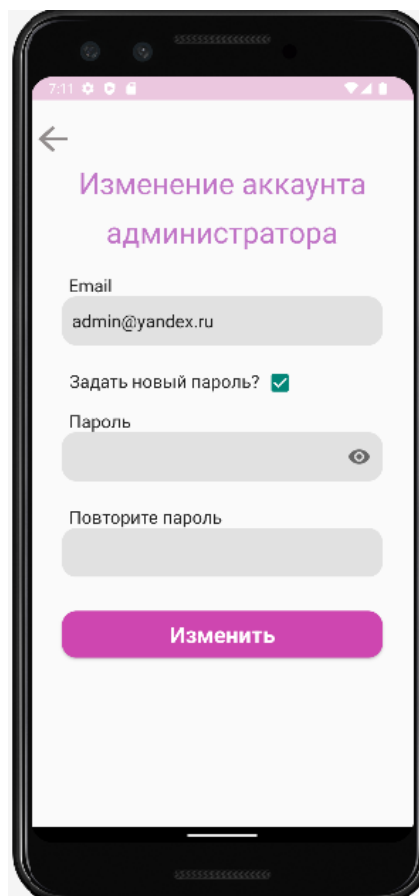 7:11
Изменение аккаунта
администратора
Email
admin@yandex.ru
Задать новый пароль?
Пароль
Повторите пароль
Изменить